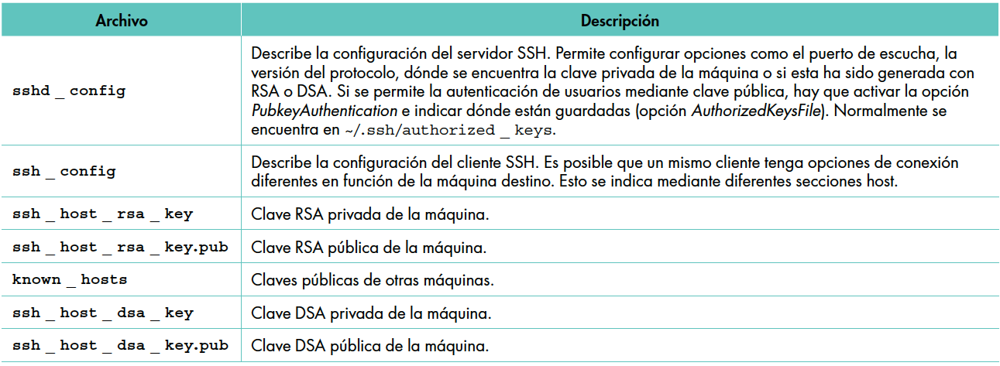 Archivo Descripción
Describe la configuración del servidor SSH. Permite configurar opciones como el puerto de escucha, la
versión del protocolo, dónde se encuentra la clave privada de la máquina o si esta ha sido generada con
sshd _ config RSA o DSA. Si se permite la autenticación de usuarios mediante clave pública, hay que activar la opción
PubkeyAuthentication e indicar dónde están guardadas (opción AuthorizedKeysFile). Normalmente se
encuentra en ~/.ssh/authorized _ keys.
ssh _ config Describe la configuración del cliente SSH. Es posible que un mismo cliente tenga opciones de conexión
diferentes en función de la máquina destino. Esto se indica mediante diferentes secciones host.
ssh _ host _ rsa _ key Clave RSA privada de la máquina.
ssh _ host _ rsa _ key.pub Clave RSA pública de la máquina.
known _ hosts Claves públicas de otras máquinas.
ssh _ host _ dsa _ key Clave DSA privada de la máquina.
ssh _ host _ dsa _ key.pub Clave DSA pública de la máquina.